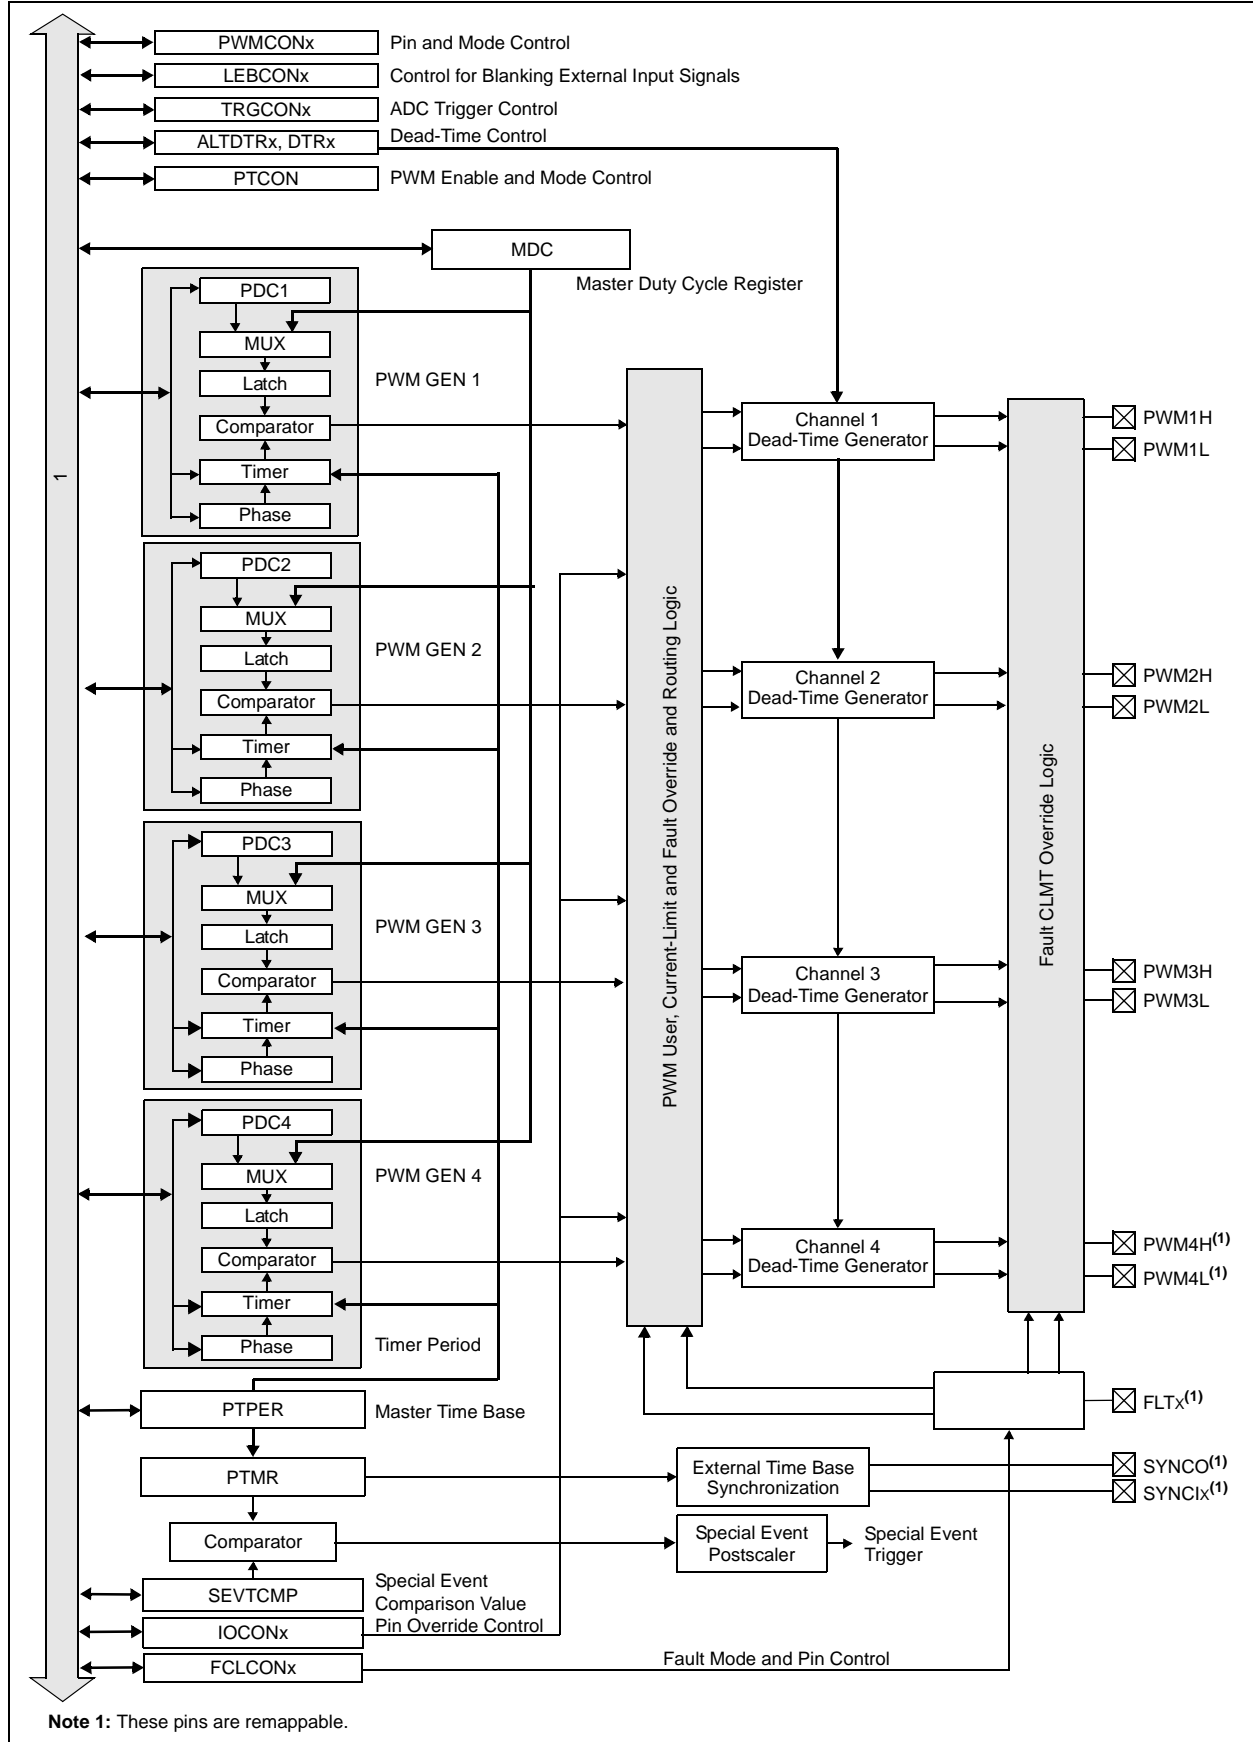 PWMCONx
Pin and Mode Control
LEBCONx
Control for Blanking External Input Signals
TRGCONx
ADC Trigger Control
ALTDTRx, DTRx
Dead-Time Control
PTCON
PWM Enable and Mode Control
MDC
Master Duty Cycle Register
1
PDC1
MUX
Latch
Comparator
Timer
Phase
PWM GEN 1
PDC2
MUX
Latch
Comparator
Timer
Phase
PWM GEN 2
PDC3
MUX
Latch
Comparator
Timer
Phase
PWM GEN 3
PDC4
MUX
Latch
Comparator
Timer
Phase
PWM GEN 4
Timer Period
PWM User, Current-Limit and Fault Override and Routing Logic
Channel 1
Dead-Time Generator
Channel 2
Dead-Time Generator
Channel 3
Dead-Time Generator
Channel 4
Dead-Time Generator
Fault CLMT Override Logic
PWM1H
PWM1L
PWM2H
PWM2L
PWM3H
PWM3L
PWM4H(1)
PWM4L(1)
FLTX(1)
SYNCO(1)
SYNCIX(1)
PTPER
Master Time Base
PTMR
External Time Base
Synchronization
Comparator
Special Event
Postscaler
Special Event
Trigger
SEVTCMP
Special Event
Comparison Value
IOCONx
Pin Override Control
FCLCONx
Fault Mode and Pin Control
Note 1: These pins are remappable.